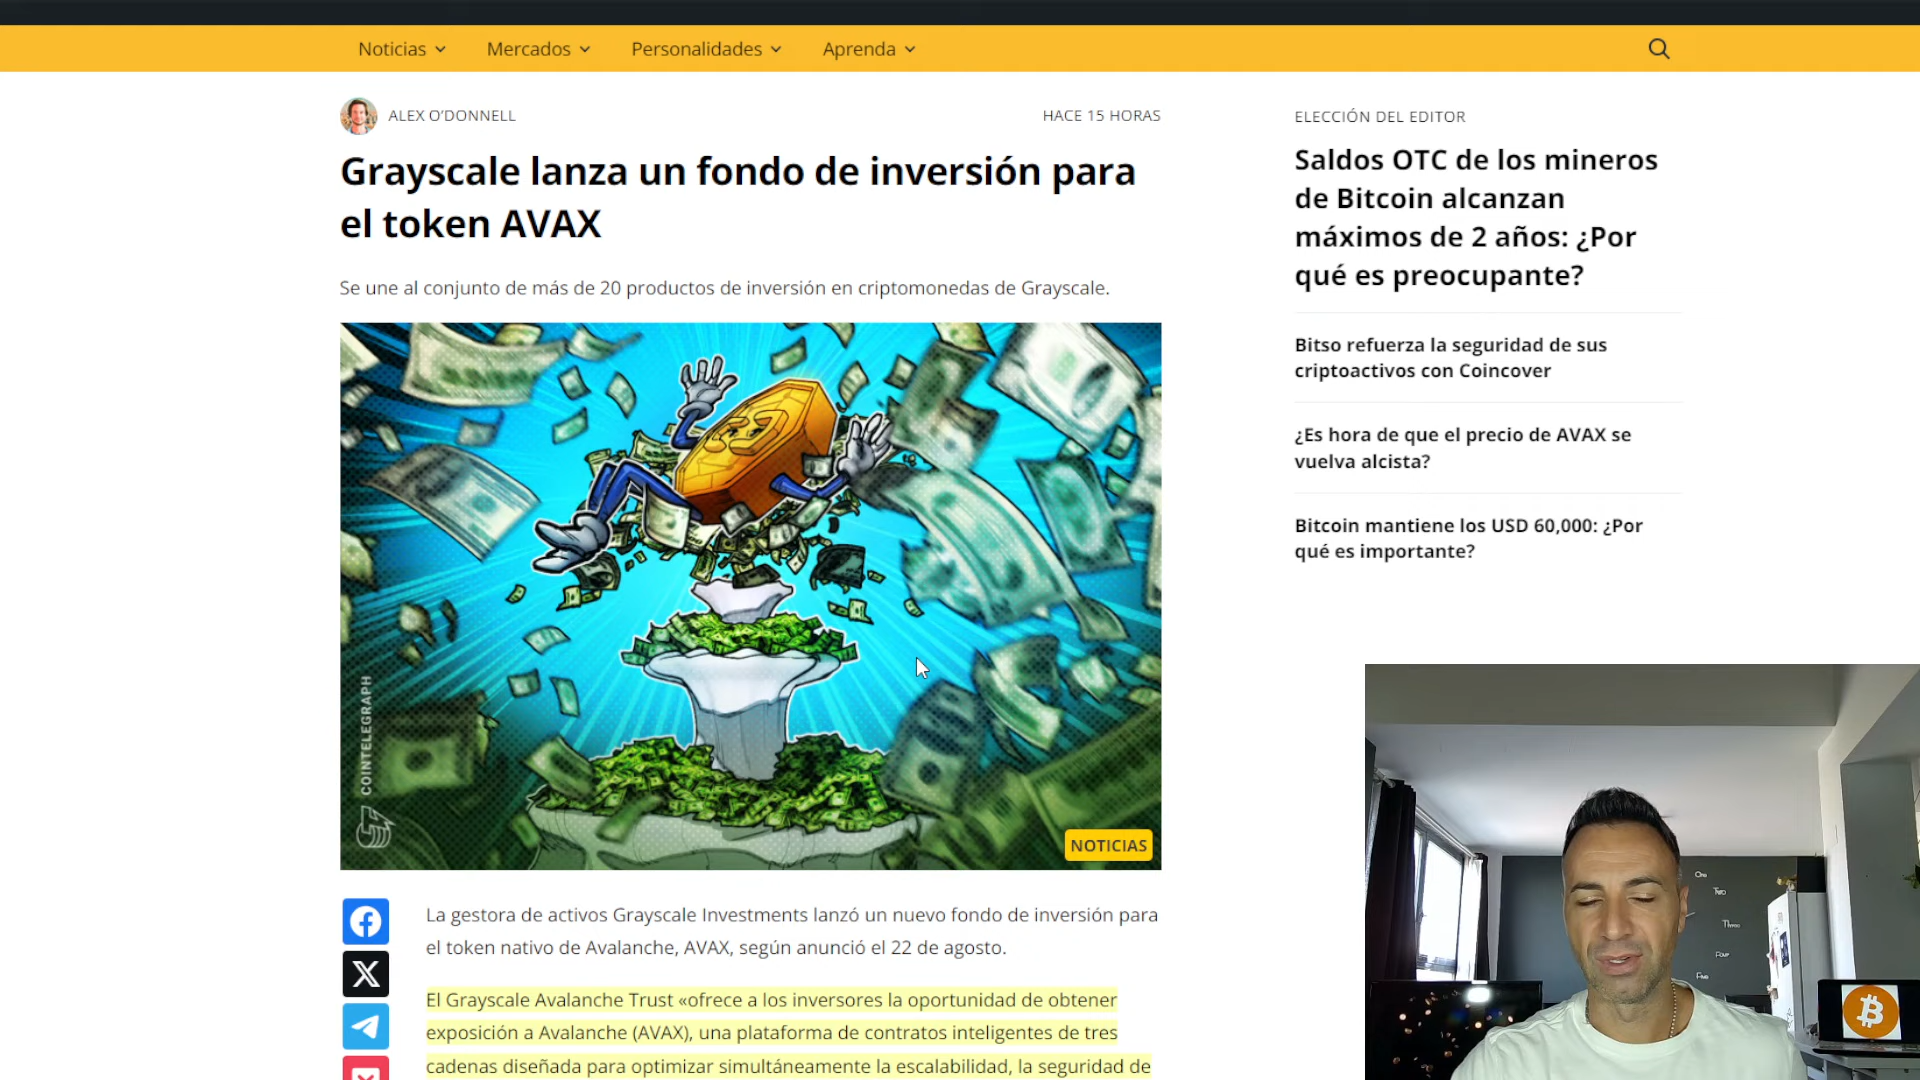 Noticias
Mercados
Personalidades
Aprenda
ALEX O'DONNELL
HACE 15 HORAS
Grayscale lanza un fondo de inversión para
el token AVAX
Se une al conjunto de más de 20 productos de inversión en criptomonedas de Grayscale.
COINTELEGRAPH
NOTICIAS
La gestora de activos Grayscale Investments lanzó un nuevo fondo de inversión para
el token nativo de Avalanche, AVAX, según anunció el 22 de agosto.
El Grayscale Avalanche Trust «ofrece a los inversores la oportunidad de obtener
exposición a Avalanche (AVAX), una plataforma de contratos inteligentes de tres
cadenas diseñada para optimizar simultáneamente la escalabilidad, la seguridad de
ELECCIÓN DEL EDITOR
Saldos OTC de los mineros
de Bitcoin alcanzan
máximos de 2 años: ¿Por
qué es preocupante?
Bitso refuerza la seguridad de sus
criptoactivos con Coincover
¿Es hora de que el precio de AVAX se
vuelva alcista?
Bitcoin mantiene los USD 60,000: ¿Por
qué es importante?
One
Two
Three
Four
Five